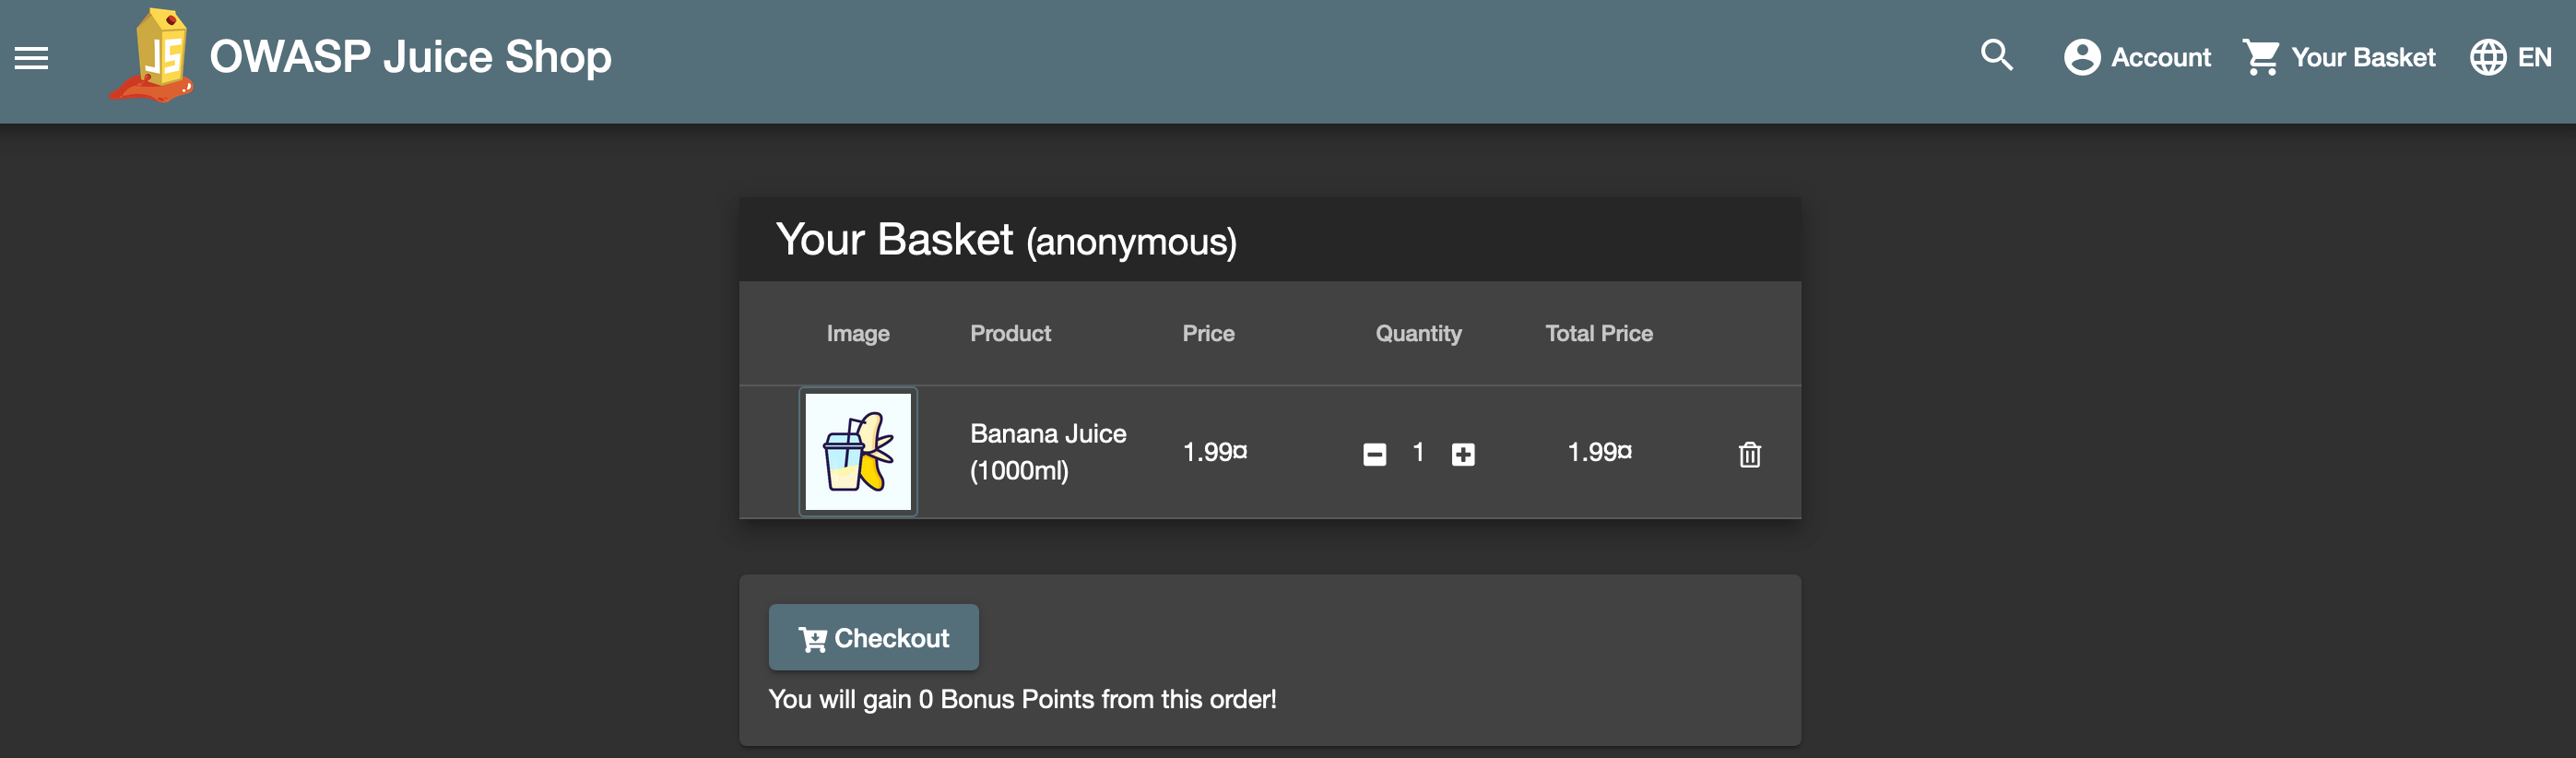 JS
OWASP Juice Shop
Account
Your Basket
EN
Your Basket (anonymous)
Image
Product
Price
Quantity
Total Price
Banana Juice
(1000ml)
1.99¤
1
1.99¤
Checkout
You will gain 0 Bonus Points from this order!